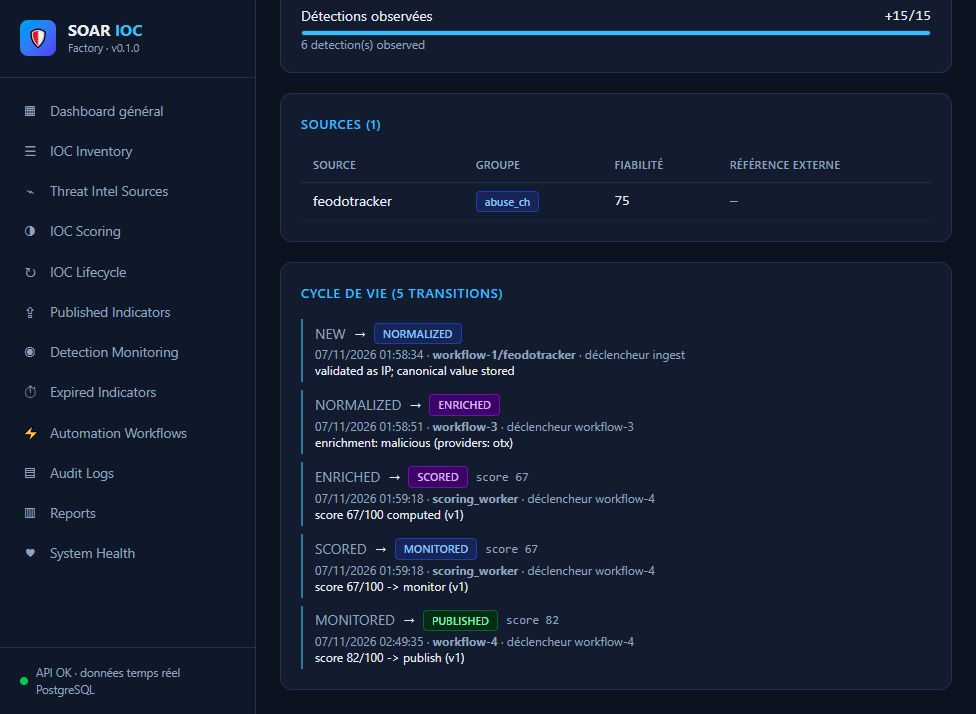 SOAR IOC
Factory · v0.1.0
Dashboard général
IOC Inventory
Threat Intel Sources
IOC Scoring
IOC Lifecycle
Published Indicators
Detection Monitoring
Expired Indicators
Automation Workflows
Audit Logs
Reports
System Health
API OK · données temps réel
PostgreSQL
Détections observées +15/15
6 detection(s) observed
SOURCES (1)
SOURCE GROUPE FIABILITÉ RÉFÉRENCE EXTERNE
feodotracker abuse_ch 75 —
CYCLE DE VIE (5 TRANSITIONS)
NEW → NORMALIZED
07/11/2026 01:58:34 · workflow-1/feodotracker · déclencheur ingest
validated as IP; canonical value stored
NORMALIZED → ENRICHED
07/11/2026 01:58:51 · workflow-3 · déclencheur workflow-3
enrichment: malicious (providers: otx)
ENRICHED → SCORED score 67
07/11/2026 01:59:18 · scoring_worker · déclencheur workflow-4
score 67/100 computed (v1)
SCORED → MONITORED score 67
07/11/2026 01:59:18 · scoring_worker · déclencheur workflow-4
score 67/100 -> monitor (v1)
MONITORED → PUBLISHED score 82
07/11/2026 02:49:35 · workflow-4 · déclencheur workflow-4
score 82/100 -> publish (v1)